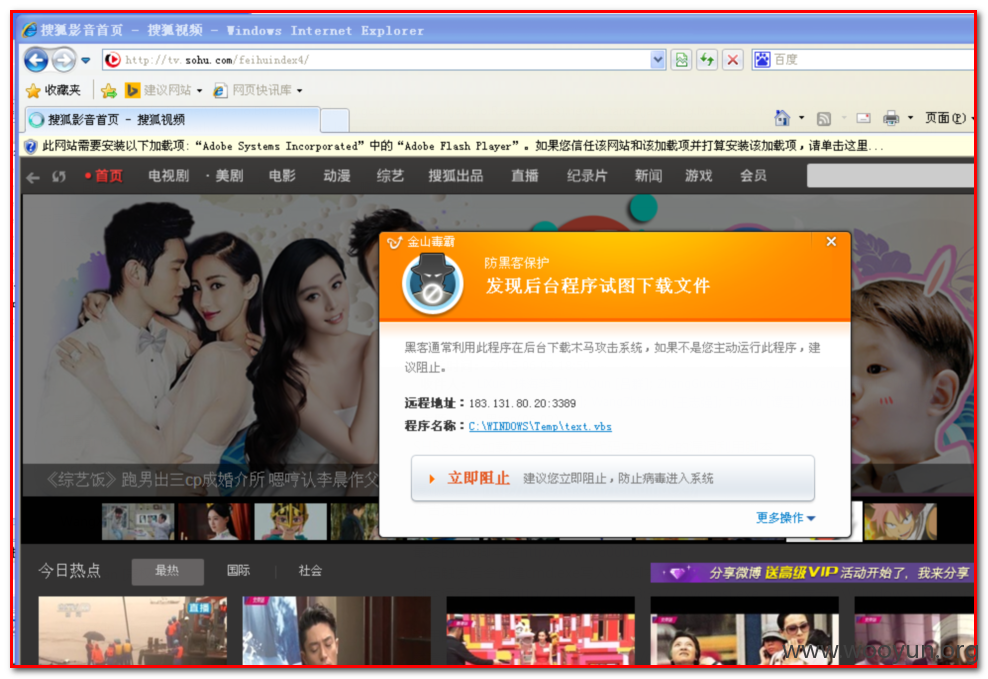 搜狐影音首页 - 搜狐视频 - Windows Internet Explorer
http://tv.sohu.com/feihuindex4/
百度
收藏夹 建议网站 网页快讯库
搜狐影音首页 - 搜狐视频
页面(P)
此网站需要安装以下加载项: “Adobe Systems Incorporated”中的“Adobe Flash Player”。如果您信任该网站和该加载项并打算安装该加载项，请单击这里...
首页 电视剧 · 美剧 电影 动漫 综艺 搜狐出品 直播 纪录片 新闻 游戏 会员
金山毒霸
防黑客保护
发现后台程序试图下载文件
黑客通常利用此程序在后台下载木马攻击系统，如果不是您主动运行此程序，建
议阻止。
远程地址：183.131.80.20:3389
程序名称：C:\WINDOWS\Temp\text.vbs
立即阻止 建议您立即阻止，防止病毒进入系统
更多操作
《综艺饭》跑男出三cp成婚介所 嗯哼认李晨作父
今日热点 最热 国际 社会
分享微博 送高级VIP 活动开始了，我来分享
直播
www.wooyun.org